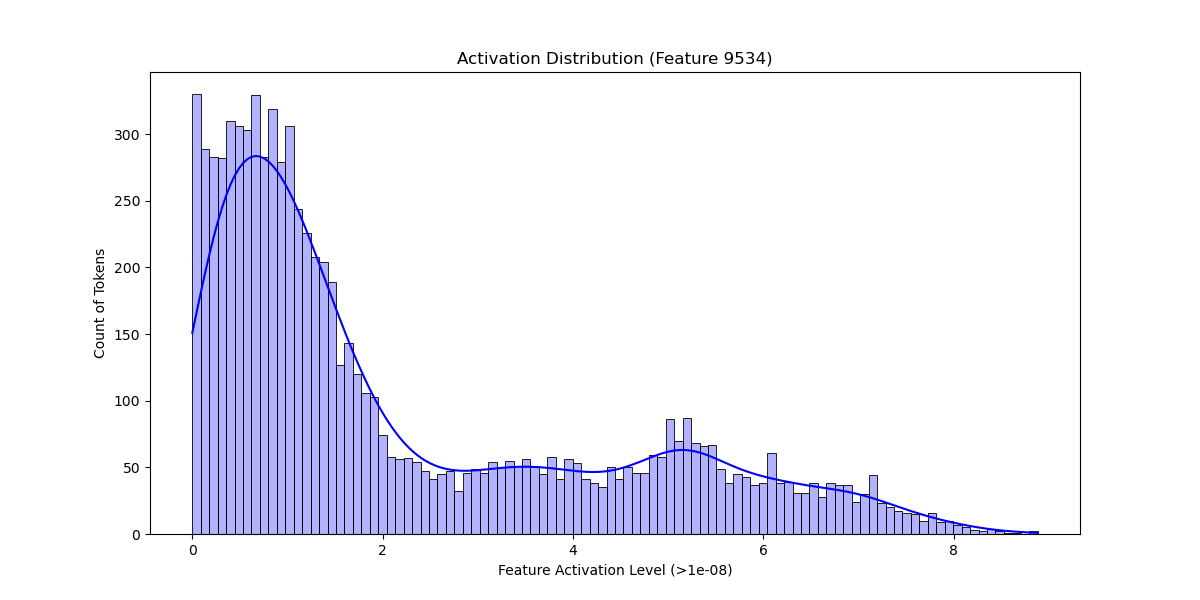 Activation Distribution (Feature 9534)
300
250
200
150
100
50
0
Count of Tokens
0 2 4 6 8
Feature Activation Level (>1e-08)